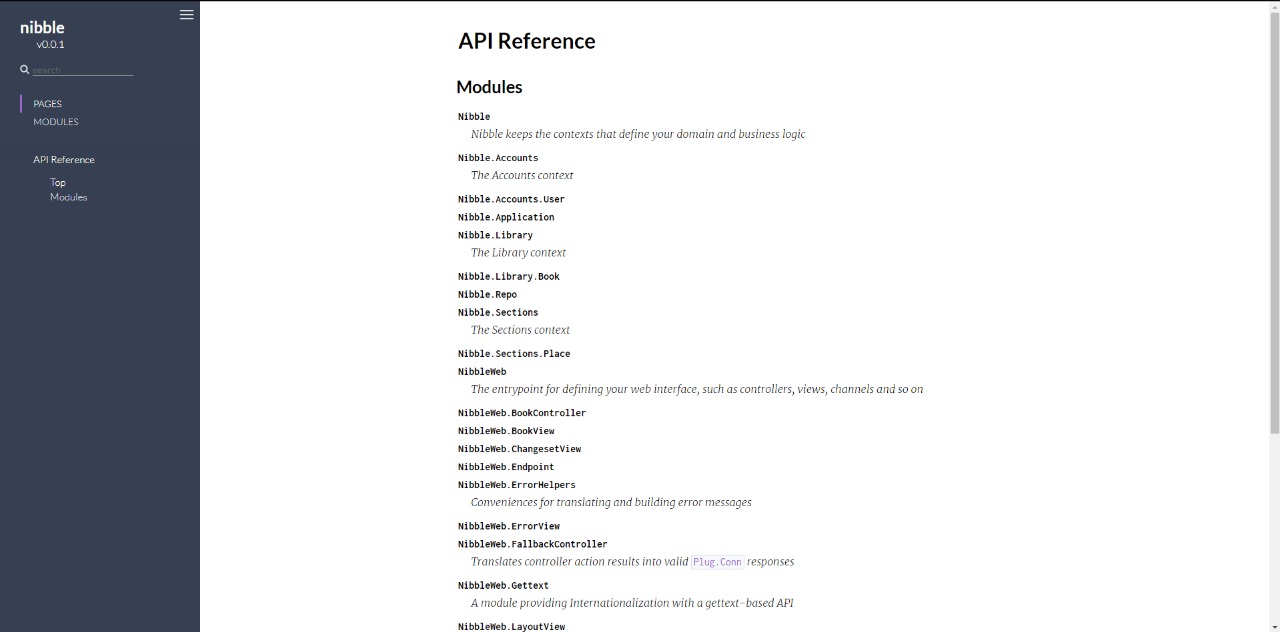 nibble
v0.0.1
search
PAGES
MODULES
API Reference
Top
Modules
API Reference
Modules
Nibble
Nibble keeps the contexts that define your domain and business logic
Nibble.Accounts
The Accounts context
Nibble.Accounts.User
Nibble.Application
Nibble.Library
The Library context
Nibble.Library.Book
Nibble.Repo
Nibble.Sections
The Sections context
Nibble.Sections.Place
NibbleWeb
The entrypoint for defining your web interface, such as controllers, views, channels and so on
NibbleWeb.BookController
NibbleWeb.BookView
NibbleWeb.ChangesetView
NibbleWeb.Endpoint
NibbleWeb.ErrorHelpers
Conveniences for translating and building error messages
NibbleWeb.ErrorView
NibbleWeb.FallbackController
Translates controller action results into valid Plug.Conn responses
NibbleWeb.Gettext
A module providing Internationalization with a gettext-based API
NibbleWeb.LayoutView